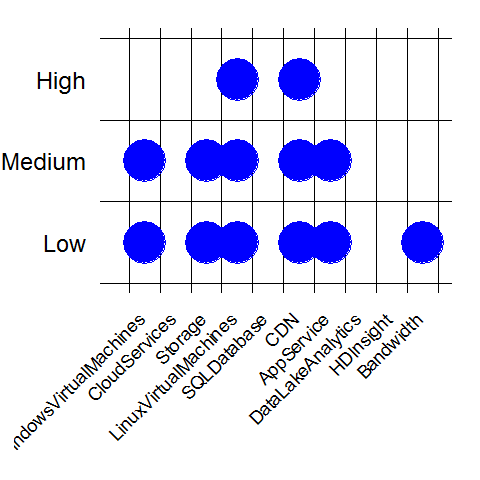 High
Medium
Low
ndowsVirtualMachines
CloudServices
Storage
LinuxVirtualMachines
SQLDatabase
CDN
AppService
DataLakeAnalytics
HDInsight
Bandwidth